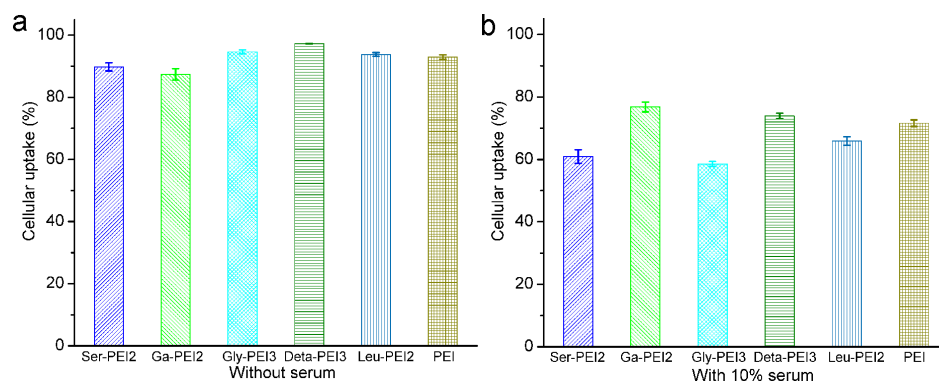 a
100
80
60
40
20
0
Cellular uptake (%)
Ser-PEI2 Ga-PEI2 Gly-PEI3 Deta-PEI3 Leu-PEI2 PEI
Without serum
b
100
80
60
40
20
0
Cellular uptake (%)
Ser-PEI2 Ga-PEI2 Gly-PEI3 Deta-PEI3 Leu-PEI2 PEI
With 10% serum